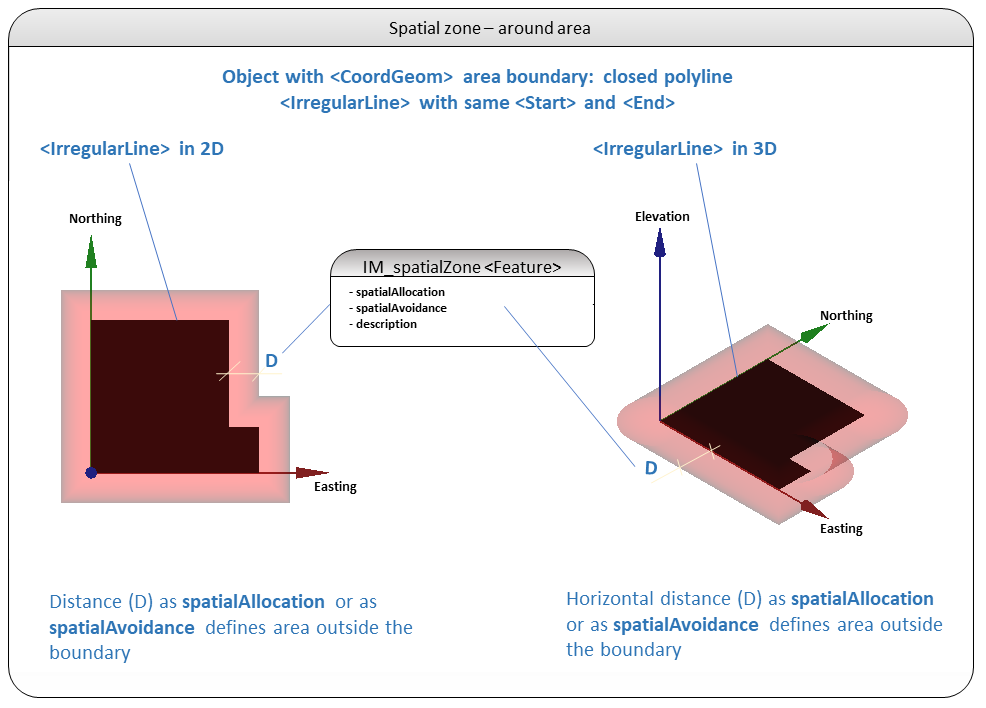 Spatial zone – around area
Object with <CoordGeom> area boundary: closed polyline
<IrregularLine> with same <Start> and <End>
<IrregularLine> in 2D
<IrregularLine> in 3D
Northing
Elevation
IM_spatialZone <Feature>
- spatialAllocation
- spatialAvoidance
- description
Northing
D
D
Easting
Easting
Distance (D) as spatialAllocation or as
spatialAvoidance defines area outside the
boundary
Horizontal distance (D) as spatialAllocation
or as spatialAvoidance defines area outside
the boundary